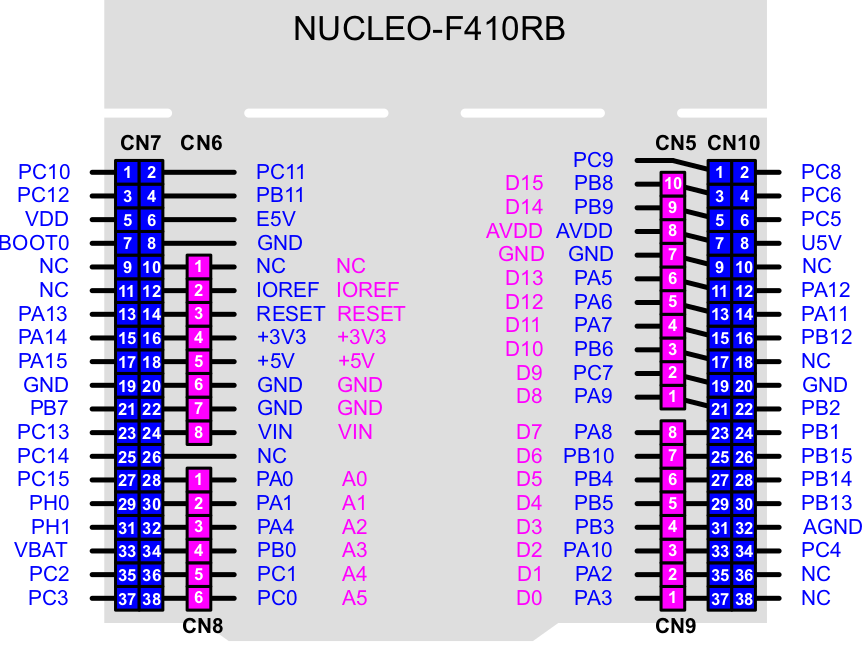 NUCLEO-F410RB
CN7 CN6 CN5 CN10
PC9
PC10 1 2 PC11 1 2 PC8
D15 PB8 10
PC12 3 4 PB11 3 4 PC6
D14 PB9 9
VDD 5 6 E5V 5 6 PC5
AVDD AVDD 8
BOOT0 7 8 GND 7 8 U5V
GND GND 7
NC 9 10 1 NC NC 9 10 NC
D13 PA5 6
NC 11 12 2 IOREF IOREF 11 12 PA12
D12 PA6 5
PA13 13 14 3 RESET RESET 13 14 PA11
D11 PA7 4
PA14 15 16 4 +3V3 +3V3 15 16 PB12
D10 PB6 3
PA15 17 18 5 +5V +5V 17 18 NC
D9 PC7 2
GND 19 20 6 GND GND 19 20 GND
D8 PA9 1
PB7 21 22 7 GND GND 21 22 PB2
PC13 23 24 8 VIN VIN D7 PA8 8 23 24 PB1
PC14 25 26 NC D6 PB10 7 25 26 PB15
PC15 27 28 1 PA0 A0 D5 PB4 6 27 28 PB14
PH0 29 30 2 PA1 A1 D4 PB5 5 29 30 PB13
PH1 31 32 3 PA4 A2 D3 PB3 4 31 32 AGND
VBAT 33 34 4 PB0 A3 D2 PA10 3 33 34 PC4
PC2 35 36 5 PC1 A4 D1 PA2 2 35 36 NC
PC3 37 38 6 PC0 A5 D0 PA3 1 37 38 NC
CN8 CN9